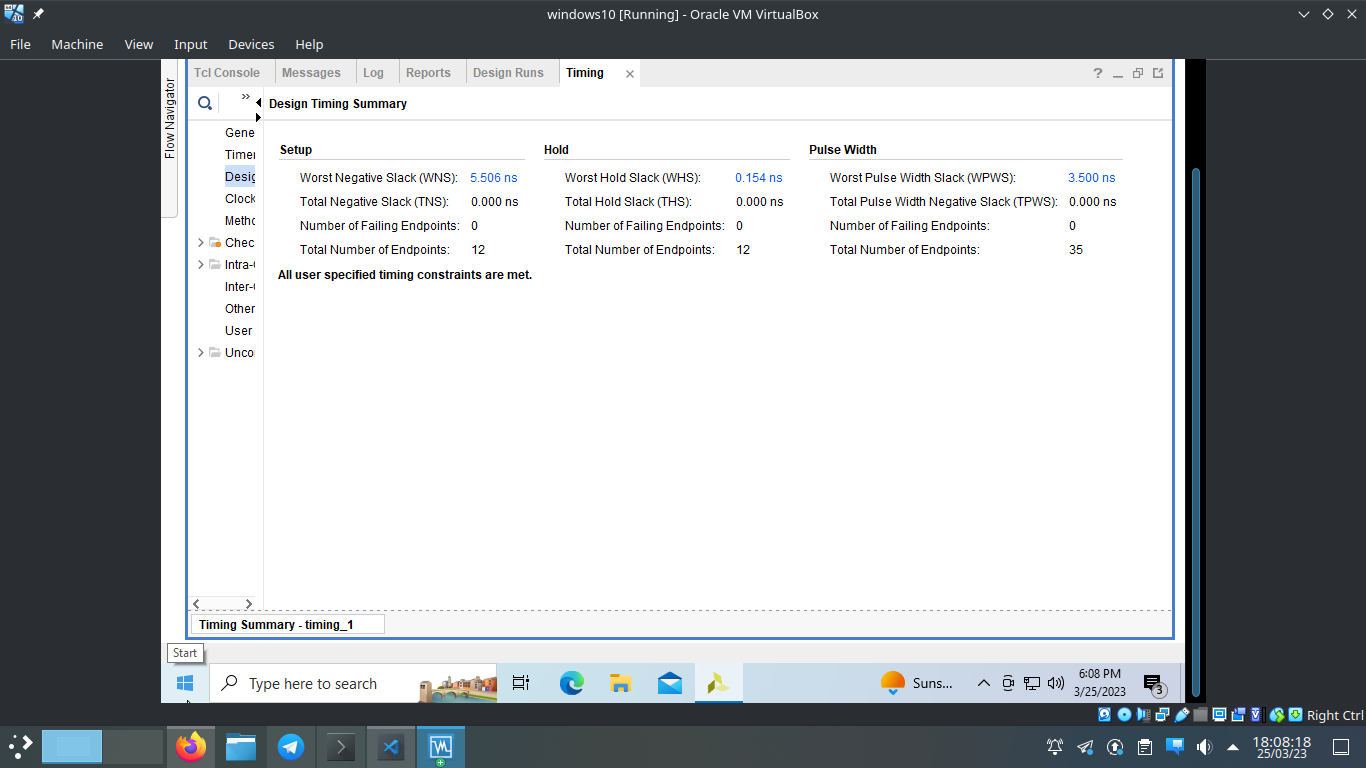 windows10 [Running] - Oracle VM VirtualBox
File Machine View Input Devices Help
Tcl Console Messages Log Reports Design Runs Timing
Flow Navigator
Design Timing Summary
Gene
Timer
Desig
Clock
Metho
Chec
Intra-
Inter-
Other
User
Unco
Setup
Worst Negative Slack (WNS): 5.506 ns
Total Negative Slack (TNS): 0.000 ns
Number of Failing Endpoints: 0
Total Number of Endpoints: 12
Hold
Worst Hold Slack (WHS): 0.154 ns
Total Hold Slack (THS): 0.000 ns
Number of Failing Endpoints: 0
Total Number of Endpoints: 12
Pulse Width
Worst Pulse Width Slack (WPWS): 3.500 ns
Total Pulse Width Negative Slack (TPWS): 0.000 ns
Number of Failing Endpoints: 0
Total Number of Endpoints: 35
All user specified timing constraints are met.
Timing Summary - timing_1
Start
Type here to search
Suns...
6:08 PM
3/25/2023
3
Right Ctrl
18:08:18
25/03/23